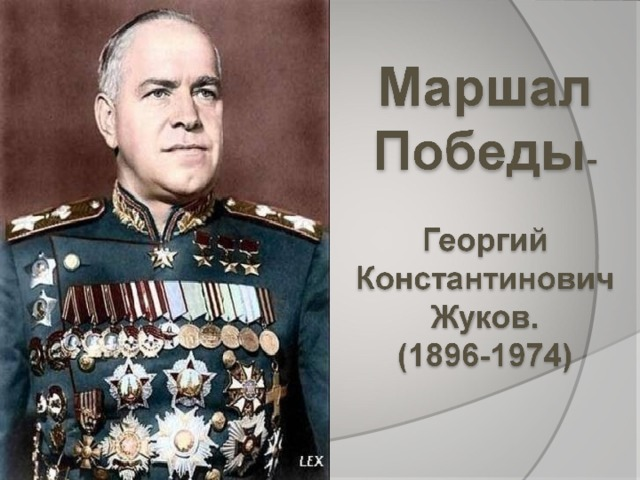 Маршал
Победы-
Георгий
Константинович
Жуков.
(1896-1974)
LEX